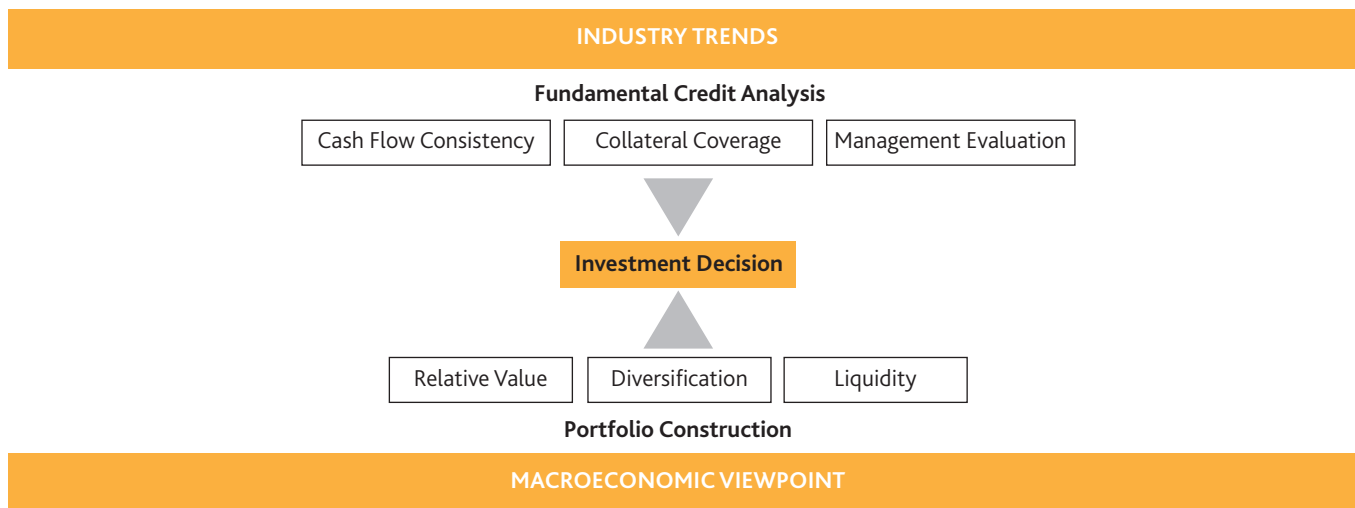 INDUSTRY TRENDS
Fundamental Credit Analysis
Cash Flow Consistency
Collateral Coverage
Management Evaluation
Investment Decision
Relative Value
Diversification
Liquidity
Portfolio Construction
MACROECONOMIC VIEWPOINT